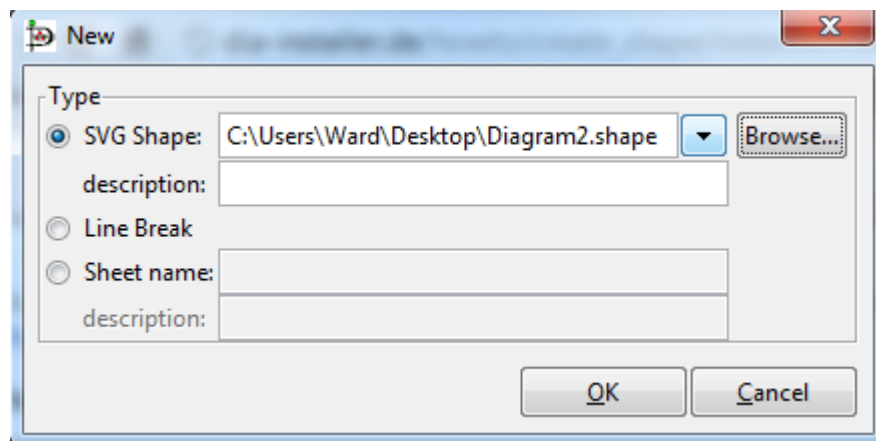 New
Type
SVG Shape: C:\Users\Ward\Desktop\Diagram2.shape Browse...
description:
Line Break
Sheet name:
description:
OK Cancel